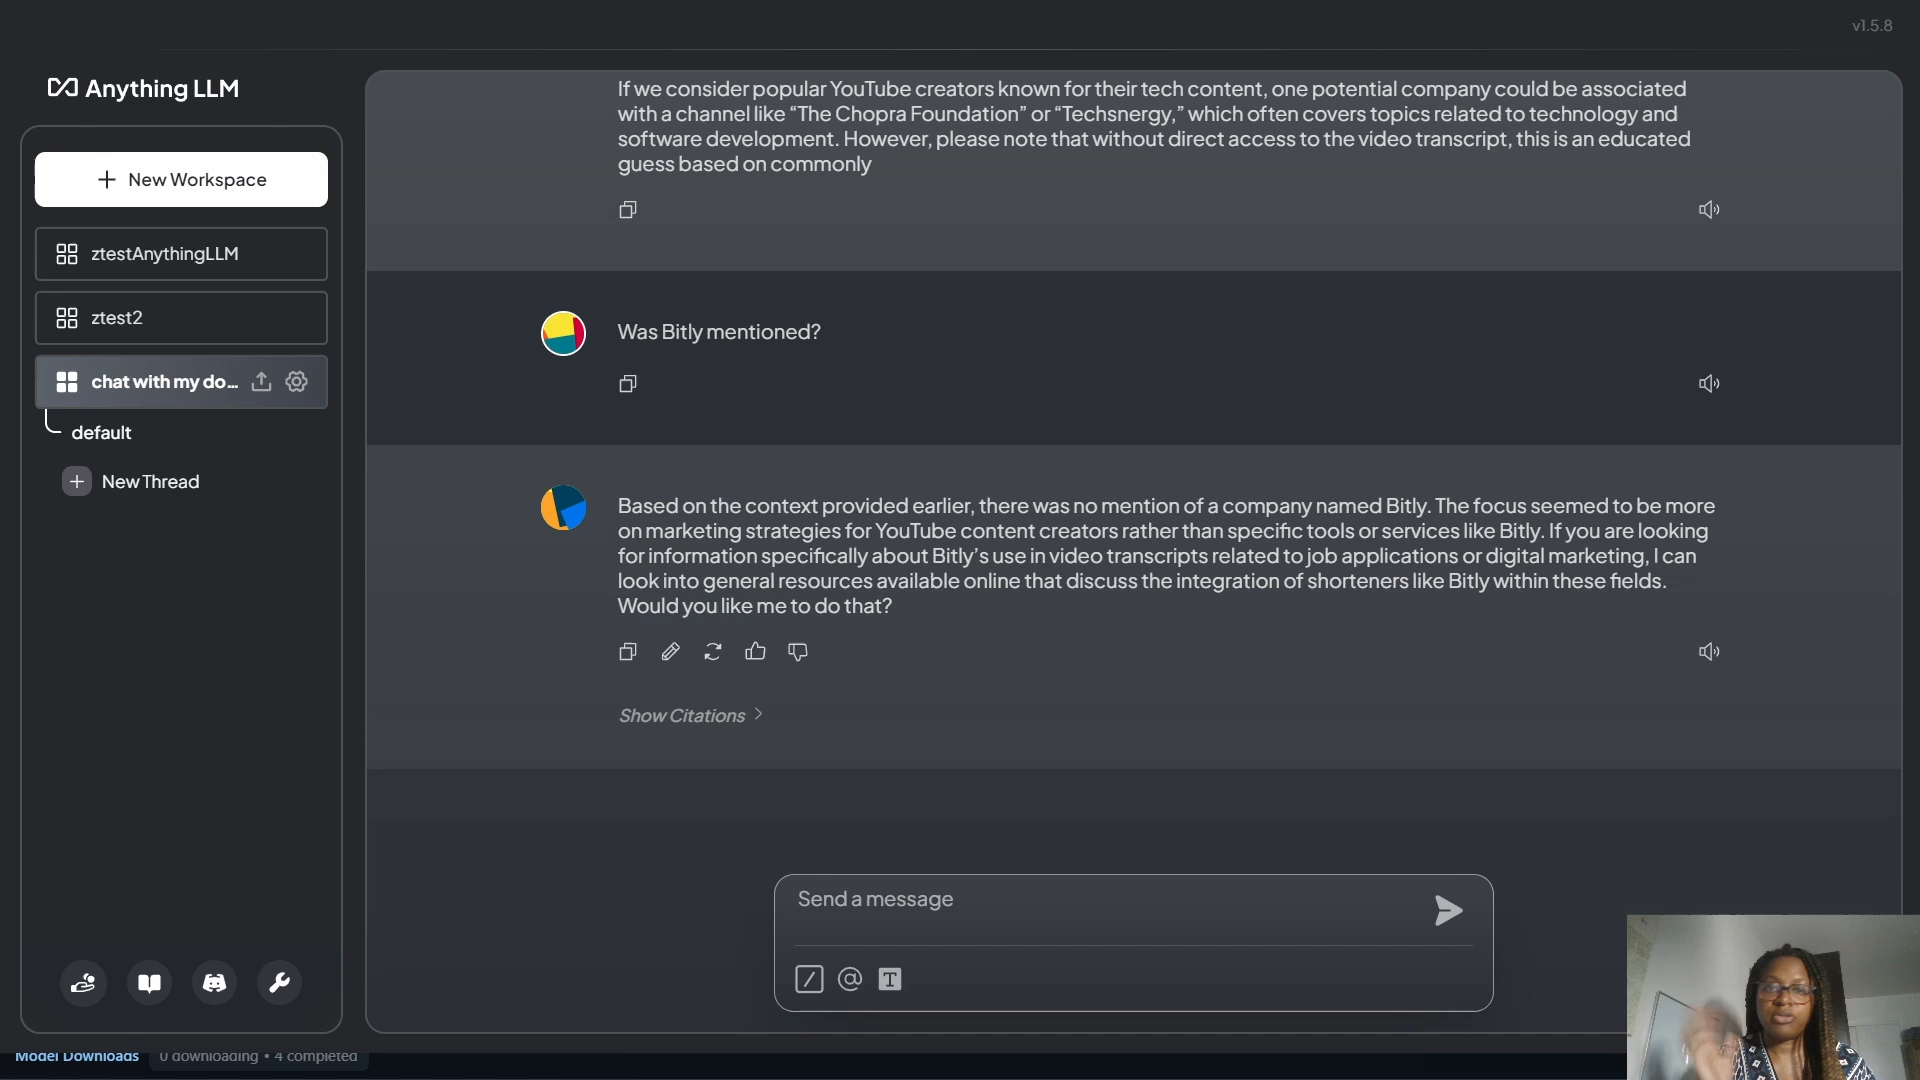 v1.5.8
Anything LLM
New Workspace
ztestAnythingLLM
ztest2
chat with my do...
default
New Thread
If we consider popular YouTube creators known for their tech content, one potential company could be associated
with a channel like “The Chopra Foundation” or “Techsnergy,” which often covers topics related to technology and
software development. However, please note that without direct access to the video transcript, this is an educated
guess based on commonly
Was Bitly mentioned?
Based on the context provided earlier, there was no mention of a company named Bitly. The focus seemed to be more
on marketing strategies for YouTube content creators rather than specific tools or services like Bitly. If you are looking
for information specifically about Bitly’s use in video transcripts related to job applications or digital marketing, I can
look into general resources available online that discuss the integration of shorteners like Bitly within these fields.
Would you like me to do that?
Show Citations
Send a message
Model Downloads 0 downloading • 4 completed